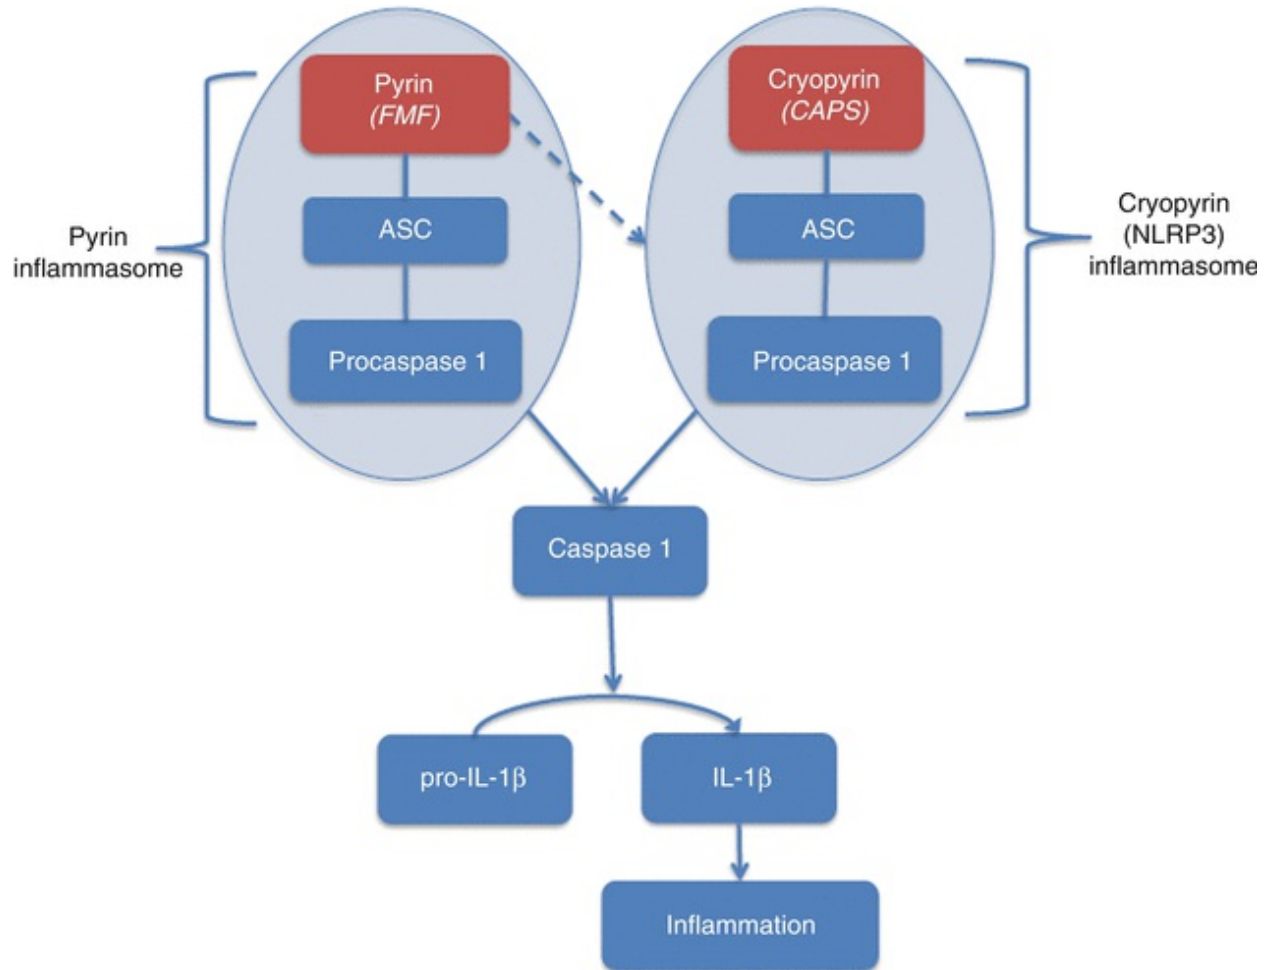 Pyrin
(FMF)
Cryopyrin
(CAPS)
ASC
ASC
Pyrin
inflammasome
Cryopyrin
(NLRP3)
inflammasome
Procaspase 1
Procaspase 1
Caspase 1
pro-IL-1β
IL-1β
Inflammation